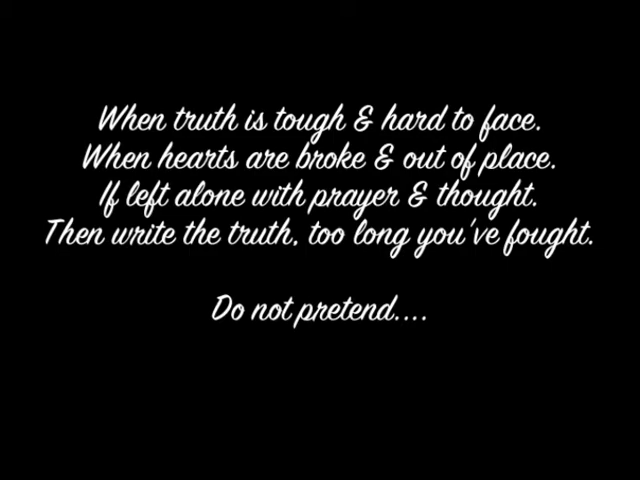 When truth is tough & hard to face.
When hearts are broke & out of place.
If left alone with prayer & thought.
Then write the truth, too long you've fought.
Do not pretend....